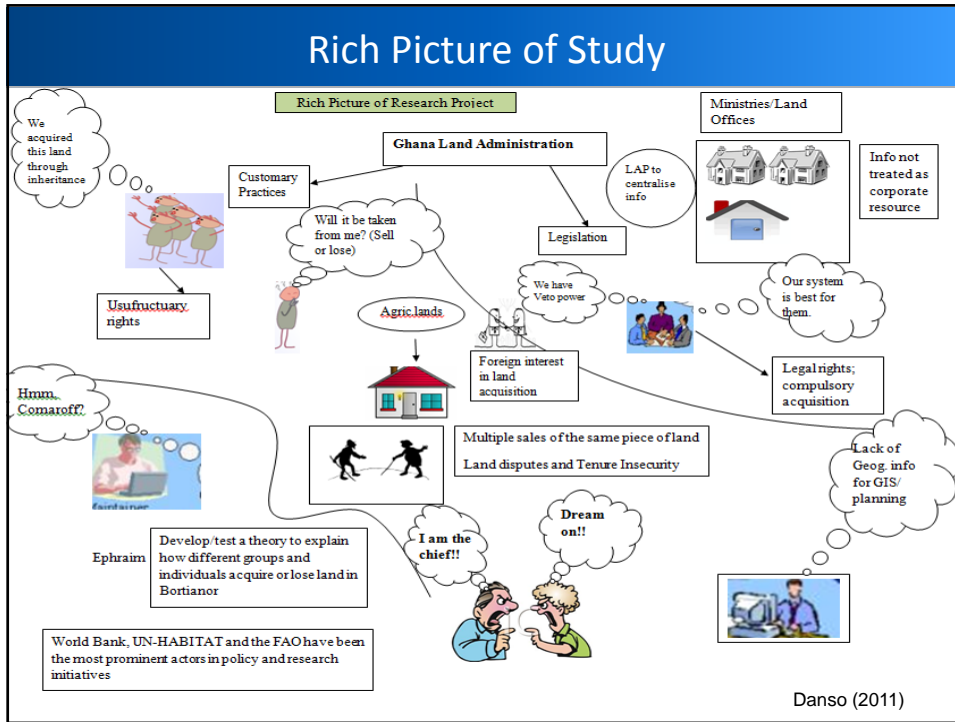 Rich Picture of Study
Rich Picture of Research Project
We
acquired
this land
through
inheritance
Ghana Land Administration
Ministries/Land
Offices
Customary
Practices
LAP to
centralise
info
Info not
treated as
corporate
resource
Will it be taken
from me? (Sell
or lose)
Legislation
Usufructuary
rights
Agric.lands
We have
Veto power
Our system
is best for
them.
Foreign interest
in land
acquisition
Legal rights;
compulsory
acquisition
Hmm,
Comaroff?
Maintainer
Multiple sales of the same piece of land
Land disputes and Tenure Insecurity
Lack of
Geog. info
for GIS/
planning
Ephraim
Develop/test a theory to explain
how different groups and
individuals acquire or lose land in
Bortianor
I am the
chief!!
Dream
on!!
World Bank, UN-HABITAT and the FAO have been
the most prominent actors in policy and research
initiatives
Danso (2011)